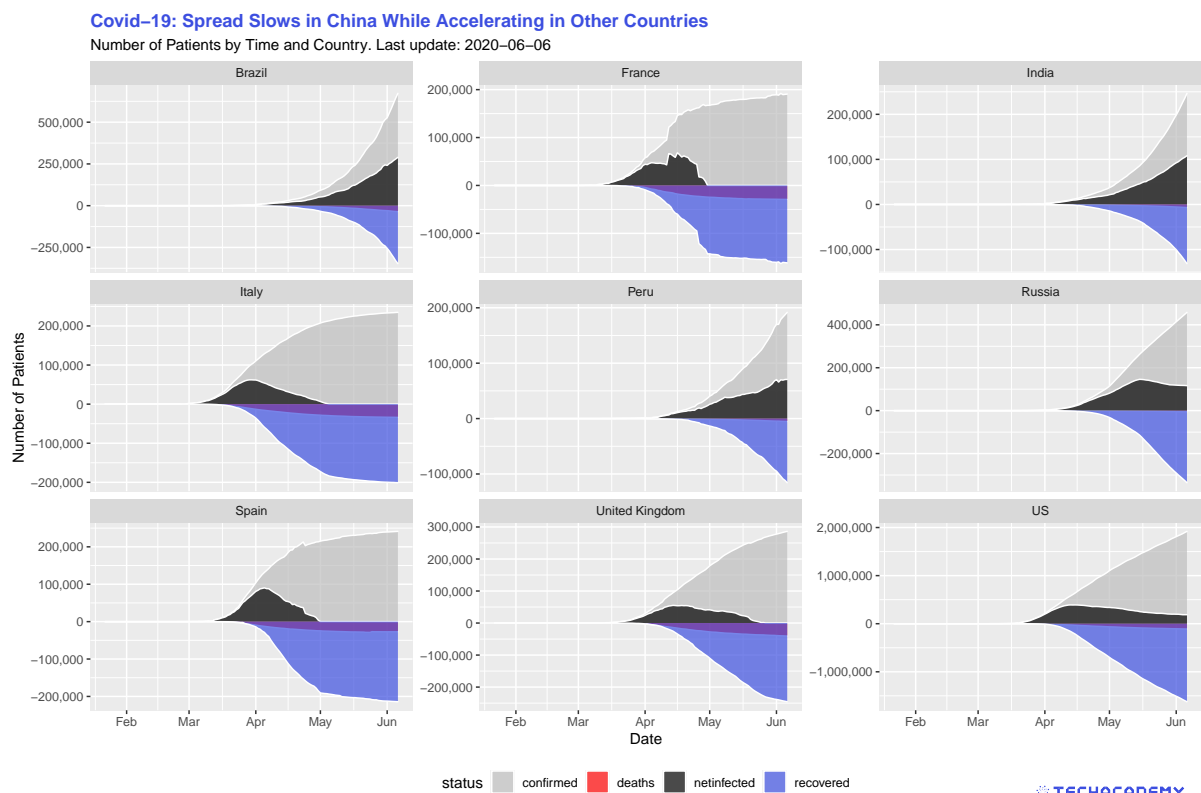 Covid−19: Spread Slows in China While Accelerating in Other Countries
Number of Patients by Time and Country. Last update: 2020−06−06
Brazil
France
India
500,000
250,000
0
−250,000
200,000
100,000
0
−100,000
200,000
100,000
0
−100,000
Number of Patients
Italy
Peru
Russia
200,000
100,000
0
−100,000
−200,000
200,000
100,000
0
−100,000
400,000
200,000
0
−200,000
Spain
United Kingdom
US
200,000
100,000
0
−100,000
−200,000
300,000
200,000
100,000
0
−100,000
−200,000
2,000,000
1,000,000
0
−1,000,000
Feb Mar Apr May Jun
Feb Mar Apr May Jun
Feb Mar Apr May Jun
Date
status confirmed deaths netinfected recovered
TECHACADEMY